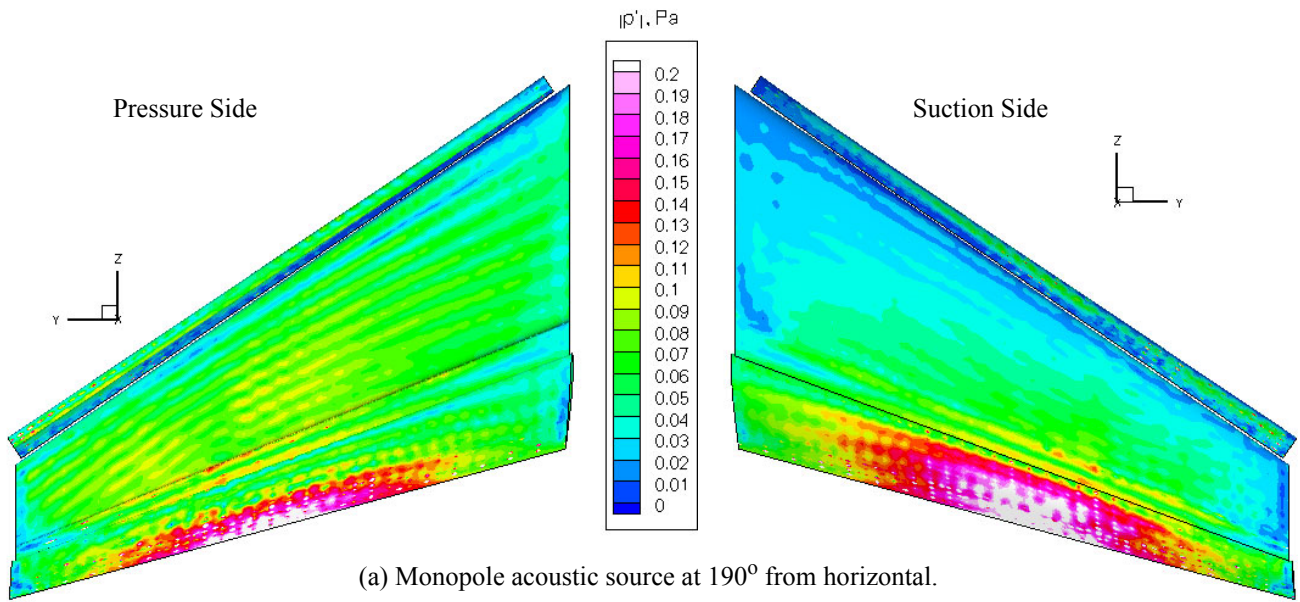 |p'|, Pa
Pressure Side
Suction Side
0.2
0.19
0.18
0.17
0.16
0.15
0.14
0.13
0.12
0.11
0.1
0.09
0.08
0.07
0.06
0.05
0.04
0.03
0.02
0.01
0
Z
Y
X
Z
Y
X
(a) Monopole acoustic source at 190º from horizontal.